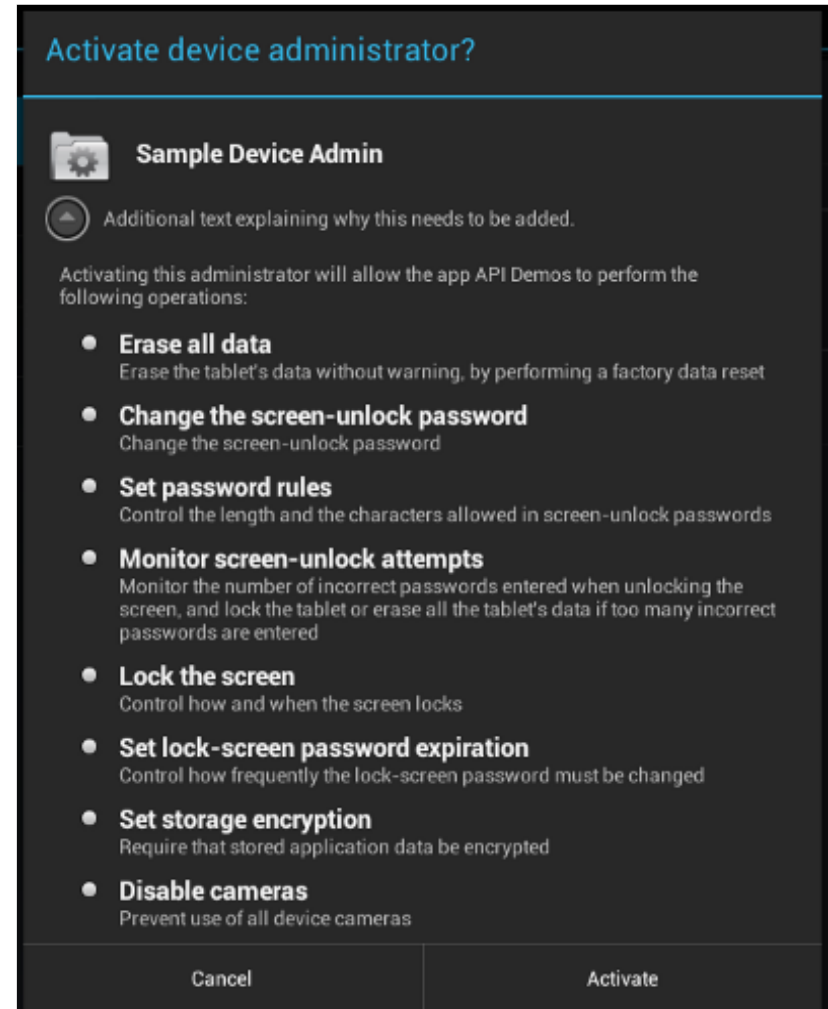 Activate device administrator?
Sample Device Admin
Additional text explaining why this needs to be added.
Activating this administrator will allow the app API Demos to perform the
following operations:
Erase all data
Erase the tablet's data without warning, by performing a factory data reset
Change the screen-unlock password
Change the screen-unlock password
Set password rules
Control the length and the characters allowed in screen-unlock passwords
Monitor screen-unlock attempts
Monitor the number of incorrect passwords entered when unlocking the
screen, and lock the tablet or erase all the tablet's data if too many incorrect
passwords are entered
Lock the screen
Control how and when the screen locks
Set lock-screen password expiration
Control how frequently the lock-screen password must be changed
Set storage encryption
Require that stored application data be encrypted
Disable cameras
Prevent use of all device cameras
Cancel
Activate